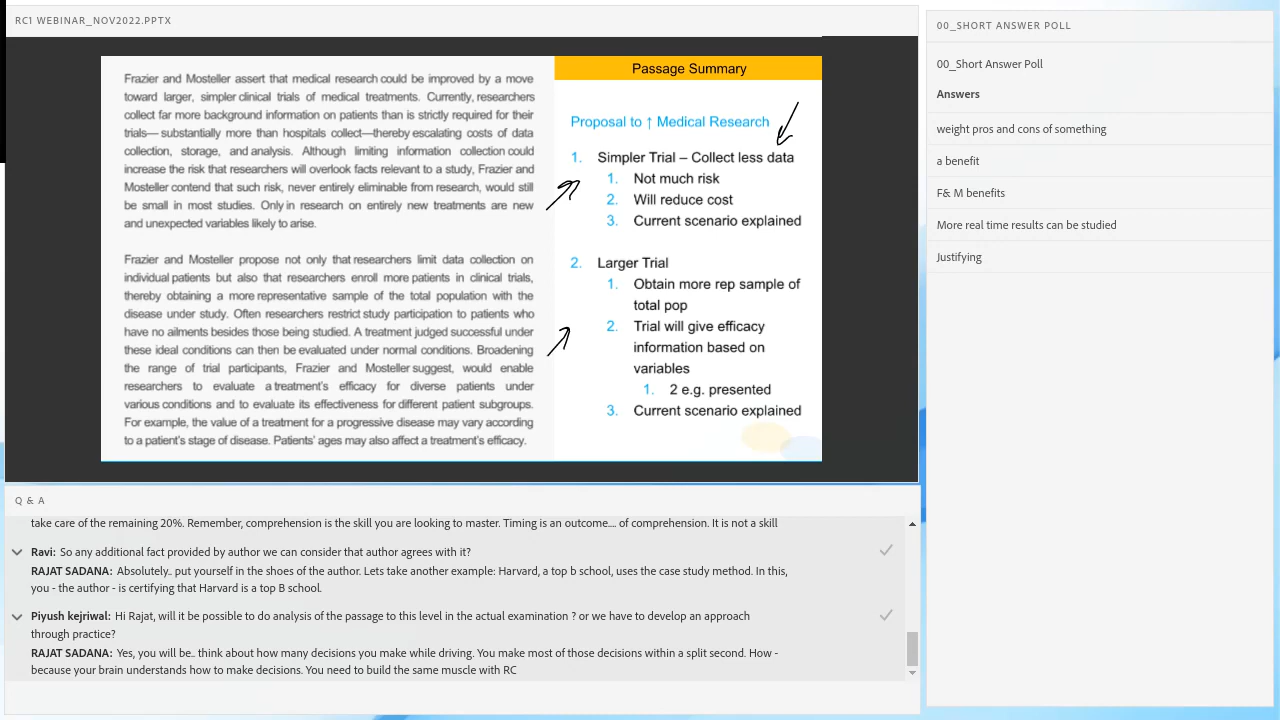 RC1 WEBINAR_NOV2022.PPTX
Frazier and Mosteller assert that medical research could be improved by a move
toward larger, simpler clinical trials of medical treatments. Currently, researchers
collect far more background information on patients than is strictly required for their
trials— substantially more than hospitals collect—thereby escalating costs of data
collection, storage, and analysis. Although limiting information collection could
increase the risk that researchers will overlook facts relevant to a study, Frazier and
Mosteller contend that such risk, never entirely eliminable from research, would still
be small in most studies. Only in research on entirely new treatments are new
and unexpected variables likely to arise.
Frazier and Mosteller propose not only that researchers limit data collection on
individual patients but also that researchers enroll more patients in clinical trials,
thereby obtaining a more representative sample of the total population with the
disease under study. Often researchers restrict study participation to patients who
have no ailments besides those being studied. A treatment judged successful under
these ideal conditions can then be evaluated under normal conditions. Broadening
the range of trial participants, Frazier and Mosteller suggest, would enable
researchers to evaluate a treatment's efficacy for diverse patients under
various conditions and to evaluate its effectiveness for different patient subgroups.
For example, the value of a treatment for a progressive disease may vary according
to a patient's stage of disease. Patients' ages may also affect a treatment's efficacy.
Passage Summary
Proposal to ↑ Medical Research
1. Simpler Trial – Collect less data
1. Not much risk
2. Will reduce cost
3. Current scenario explained
2. Larger Trial
1. Obtain more rep sample of
total pop
2. Trial will give efficacy
information based on
variables
1. 2 e.g. presented
3. Current scenario explained
Q & A
take care of the remaining 20%. Remember, comprehension is the skill you are looking to master. Timing is an outcome.... of comprehension. It is not a skill
Ravi: So any additional fact provided by author we can consider that author agrees with it?
RAJAT SADANA: Absolutely.. put yourself in the shoes of the author. Lets take another example: Harvard, a top b school, uses the case study method. In this,
you - the author - is certifying that Harvard is a top B school.
Piyush kejriwal: Hi Rajat, will it be possible to do analysis of the passage to this level in the actual examination ? or we have to develop an approach
through practice?
RAJAT SADANA: Yes, you will be.. think about how many decisions you make while driving. You make most of those decisions within a split second. How -
because your brain understands how to make decisions. You need to build the same muscle with RC
00_SHORT ANSWER POLL
00_Short Answer Poll
Answers
weight pros and cons of something
a benefit
F& M benefits
More real time results can be studied
Justifying